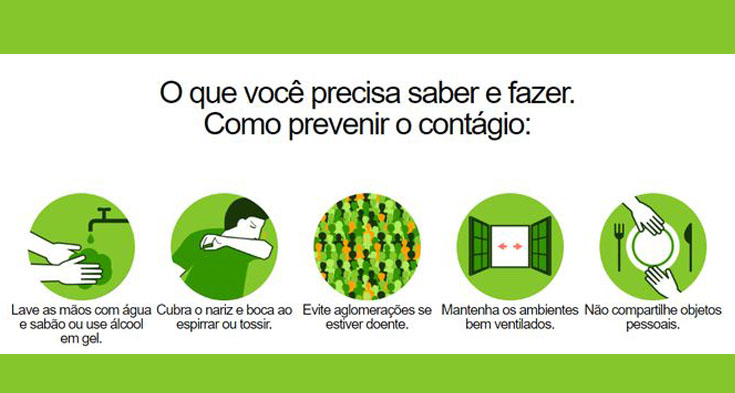 O que você precisa saber e fazer.
Como prevenir o contágio:
Lave as mãos com água
e sabão ou use álcool
em gel.
Cubra o nariz e boca ao
espirrar ou tossir.
Evite aglomerações se
estiver doente.
Mantenha os ambientes
bem ventilados.
Não compartilhe objetos
pessoais.